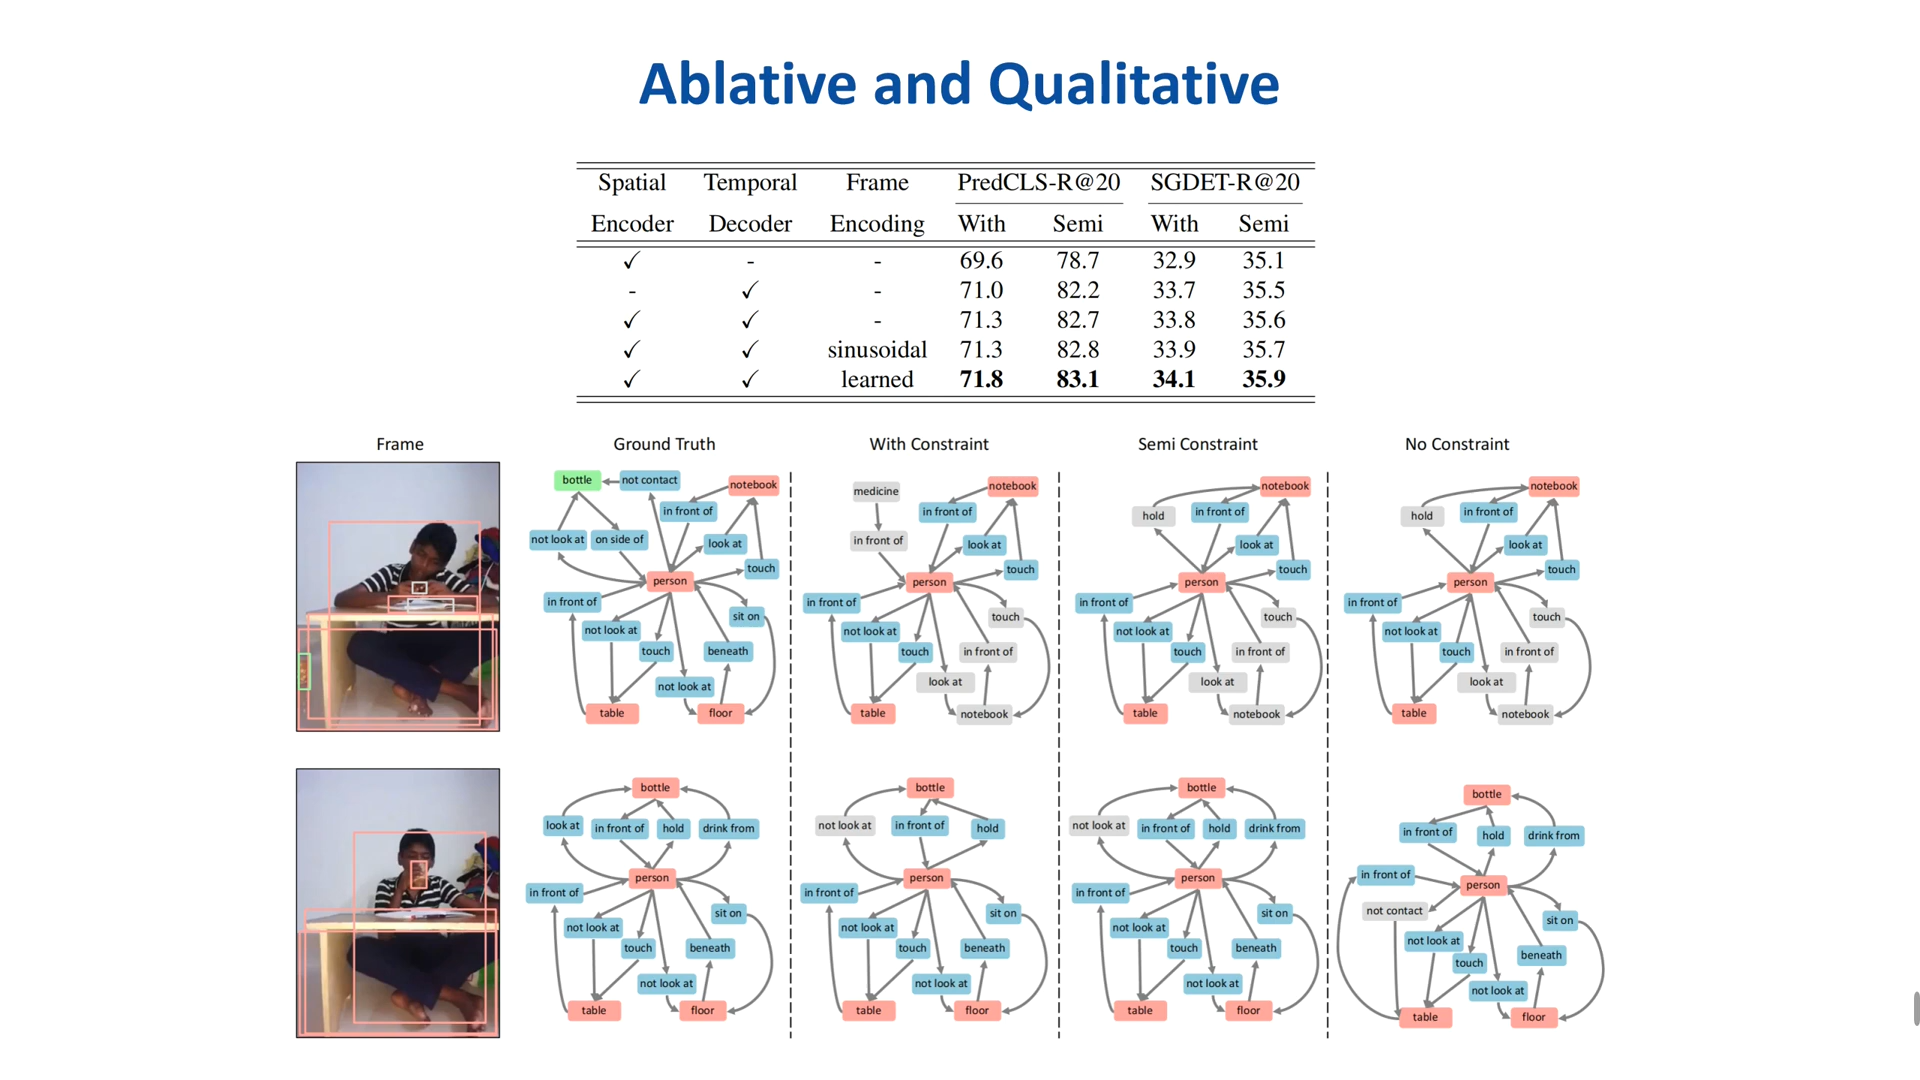 Ablative and Qualitative
Spatial Temporal Frame PredCLS-R@20 SGDET-R@20
Encoder Decoder Encoding With Semi With Semi
✓ - - 69.6 78.7 32.9 35.1
- ✓ - 71.0 82.2 33.7 35.5
✓ ✓ - 71.3 82.7 33.8 35.6
✓ ✓ sinusoidal 71.3 82.8 33.9 35.7
✓ ✓ learned 71.8 83.1 34.1 35.9
Frame Ground Truth With Constraint Semi Constraint No Constraint
bottle not contact notebook
in front of
not look at on side of look at
touch
person
in front of
sit on
not look at
touch beneath
not look at
table floor
medicine notebook
in front of
in front of look at
touch
person
in front of
touch
not look at
touch in front of
look at
table notebook
notebook
hold in front of
look at
touch
person
in front of
touch
not look at
touch in front of
look at
table notebook
notebook
hold in front of
look at
touch
person
in front of
touch
not look at
touch in front of
look at
table notebook
bottle
look at in front of hold drink from
person
in front of
sit on
not look at
touch beneath
not look at
table floor
bottle
not look at in front of hold
person
in front of
sit on
not look at
touch beneath
not look at
table floor
bottle
not look at in front of hold drink from
person
in front of
sit on
not look at
touch beneath
not look at
table floor
bottle
in front of hold drink from
in front of
person
not contact
sit on
not look at
touch beneath
not look at
table floor